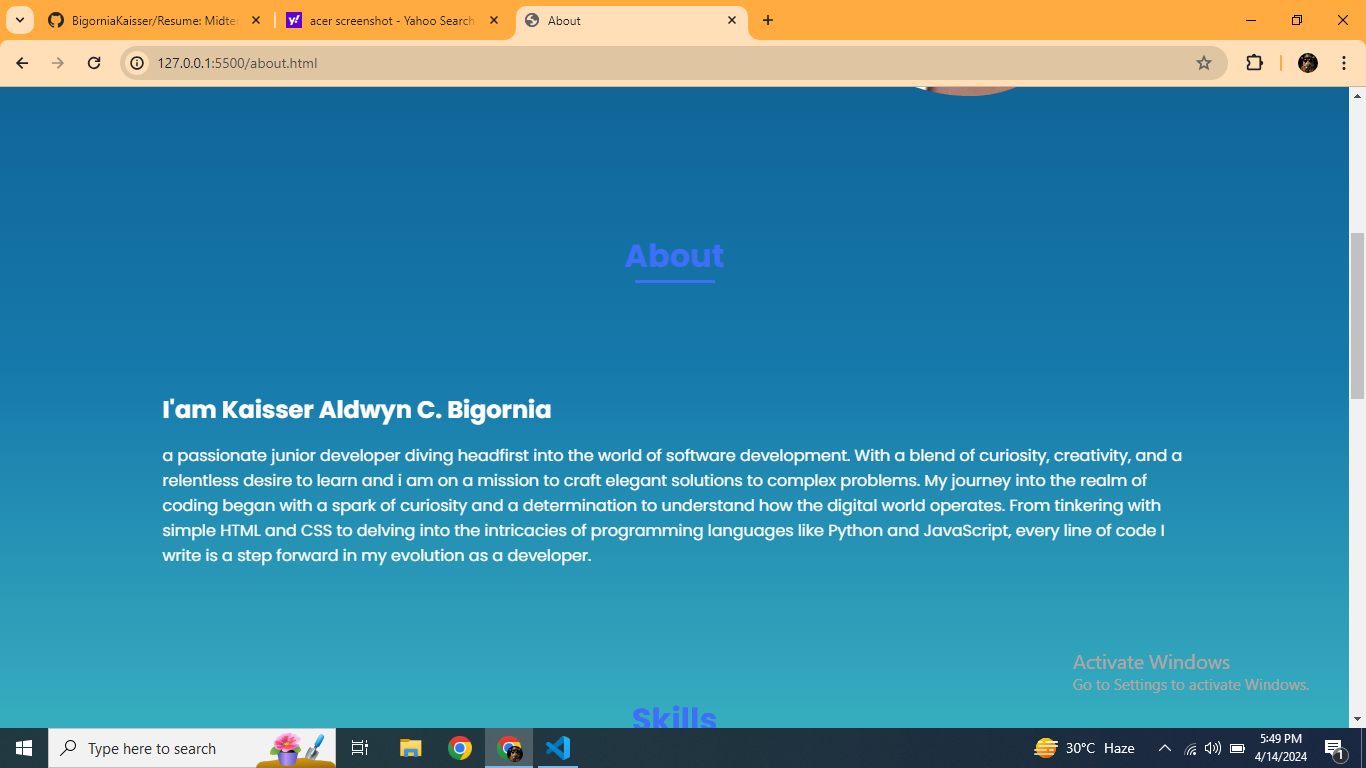 BigorniaKaisser/Resume: Midter
acer screenshot - Yahoo Search
About
127.0.0.1:5500/about.html
About
I'am Kaisser Aldwyn C. Bigornia
a passionate junior developer diving headfirst into the world of software development. With a blend of curiosity, creativity, and a
relentless desire to learn and i am on a mission to craft elegant solutions to complex problems. My journey into the realm of
coding began with a spark of curiosity and a determination to understand how the digital world operates. From tinkering with
simple HTML and CSS to delving into the intricacies of programming languages like Python and JavaScript, every line of code I
write is a step forward in my evolution as a developer.
Activate Windows
Go to Settings to activate Windows.
Skills
Type here to search
30°C Haze
5:49 PM
4/14/2024
1